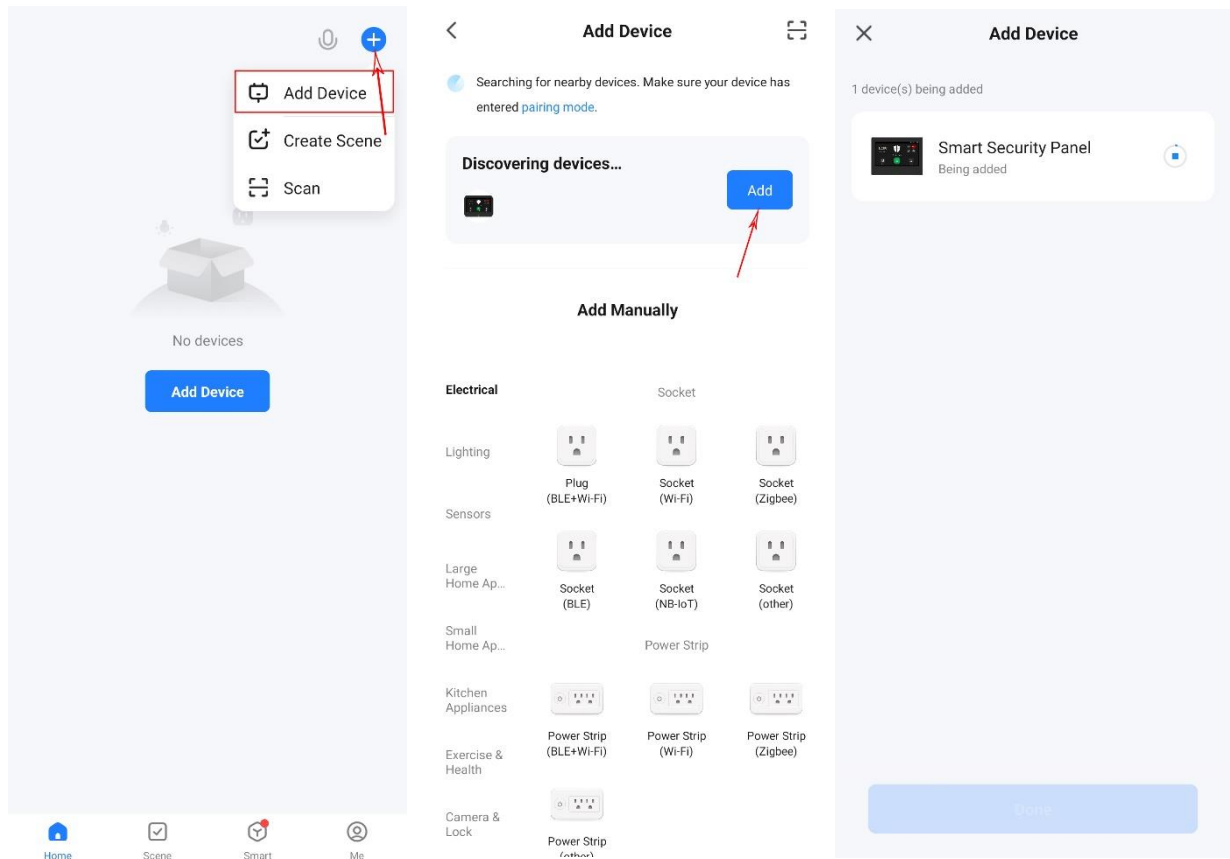 Add Device
Create Scene
Scan
No devices
Add Device
Home
Scene
Smart
Me
Add Device
Searching for nearby devices. Make sure your device has
entered pairing mode.
Discovering devices...
Add
Add Manually
Electrical
Lighting
Sensors
Large
Home Ap...
Small
Home Ap...
Kitchen
Appliances
Exercise &
Health
Camera &
Lock
Socket
Plug
(BLE+Wi-Fi)
Socket
(Wi-Fi)
Socket
(Zigbee)
Socket
(BLE)
Socket
(NB-IoT)
Socket
(other)
Power Strip
Power Strip
(BLE+Wi-Fi)
Power Strip
(Wi-Fi)
Power Strip
(Zigbee)
Power Strip
(other)
Add Device
1 device(s) being added
Smart Security Panel
Being added
Done